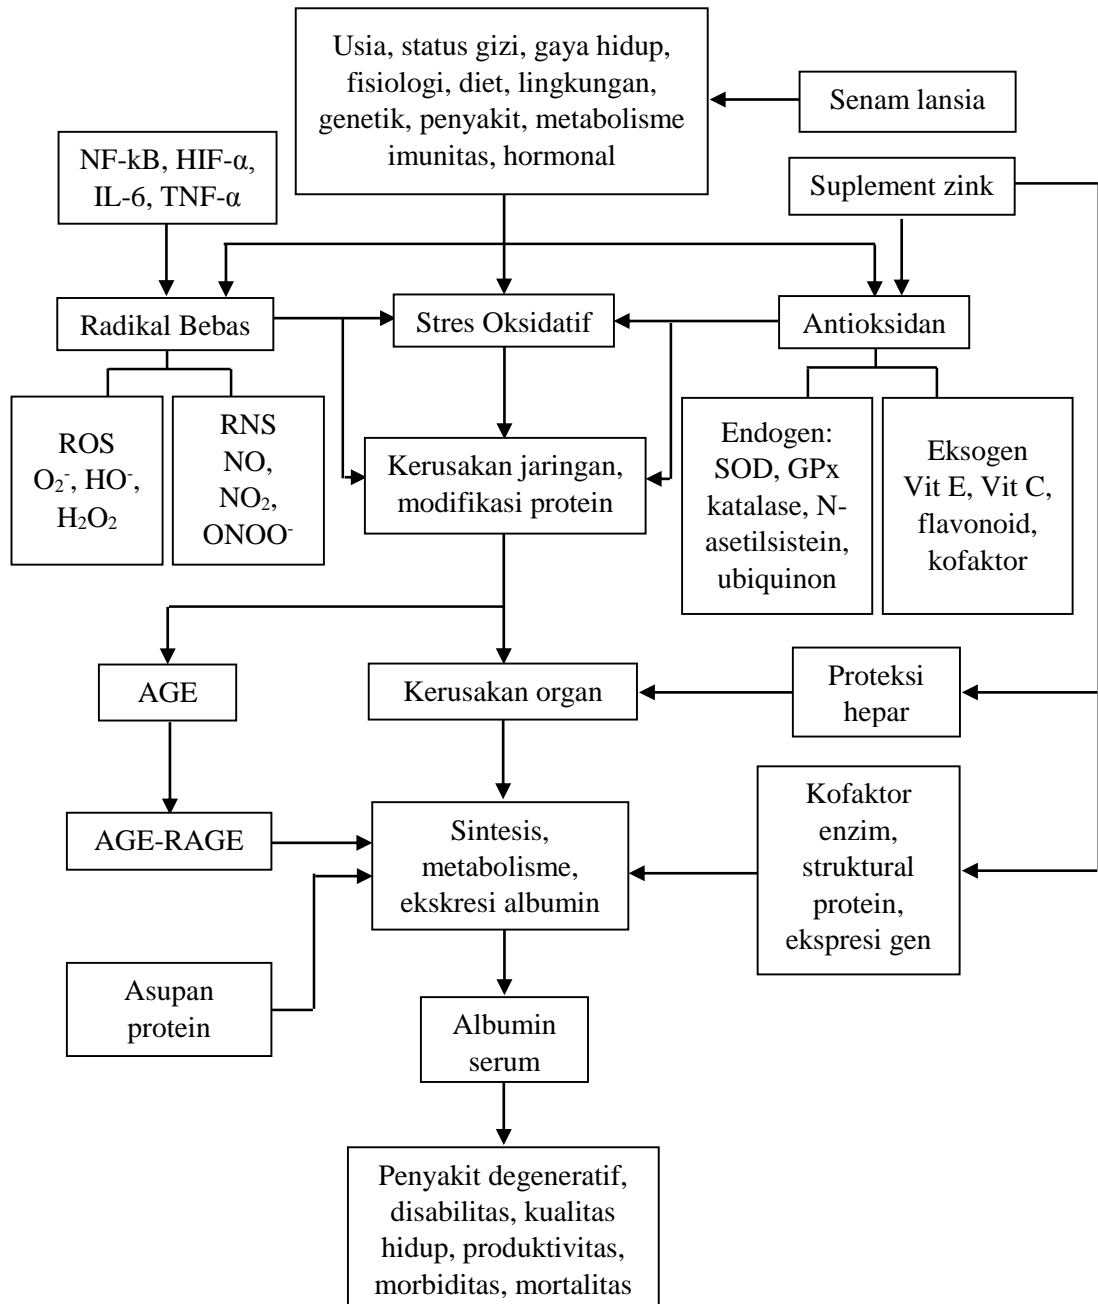 Usia, status gizi, gaya hidup,
fisiologi, diet, lingkungan,
genetik, penyakit, metabolisme
imunitas, hormonal
Senam lansia
NF-kB, HIF-α,
IL-6, TNF-α
Suplement zink
Radikal Bebas
Stres Oksidatif
Antioksidan
ROS
O₂⁻, HO⁻,
H₂O₂
RNS
NO,
NO₂,
ONOO⁻
Kerusakan jaringan,
modifikasi protein
Endogen:
SOD, GPx
katalase, N-
asetilsistein,
ubiquinon
Eksogen
Vit E, Vit C,
flavonoid,
kofaktor
AGE
Kerusakan organ
Proteksi
hepar
AGE-RAGE
Sintesis,
metabolisme,
ekskresi albumin
Kofaktor
enzim,
struktural
protein,
ekspresi gen
Asupan
protein
Albumin
serum
Penyakit degeneratif,
disabilitas, kualitas
hidup, produktivitas,
morbiditas, mortalitas